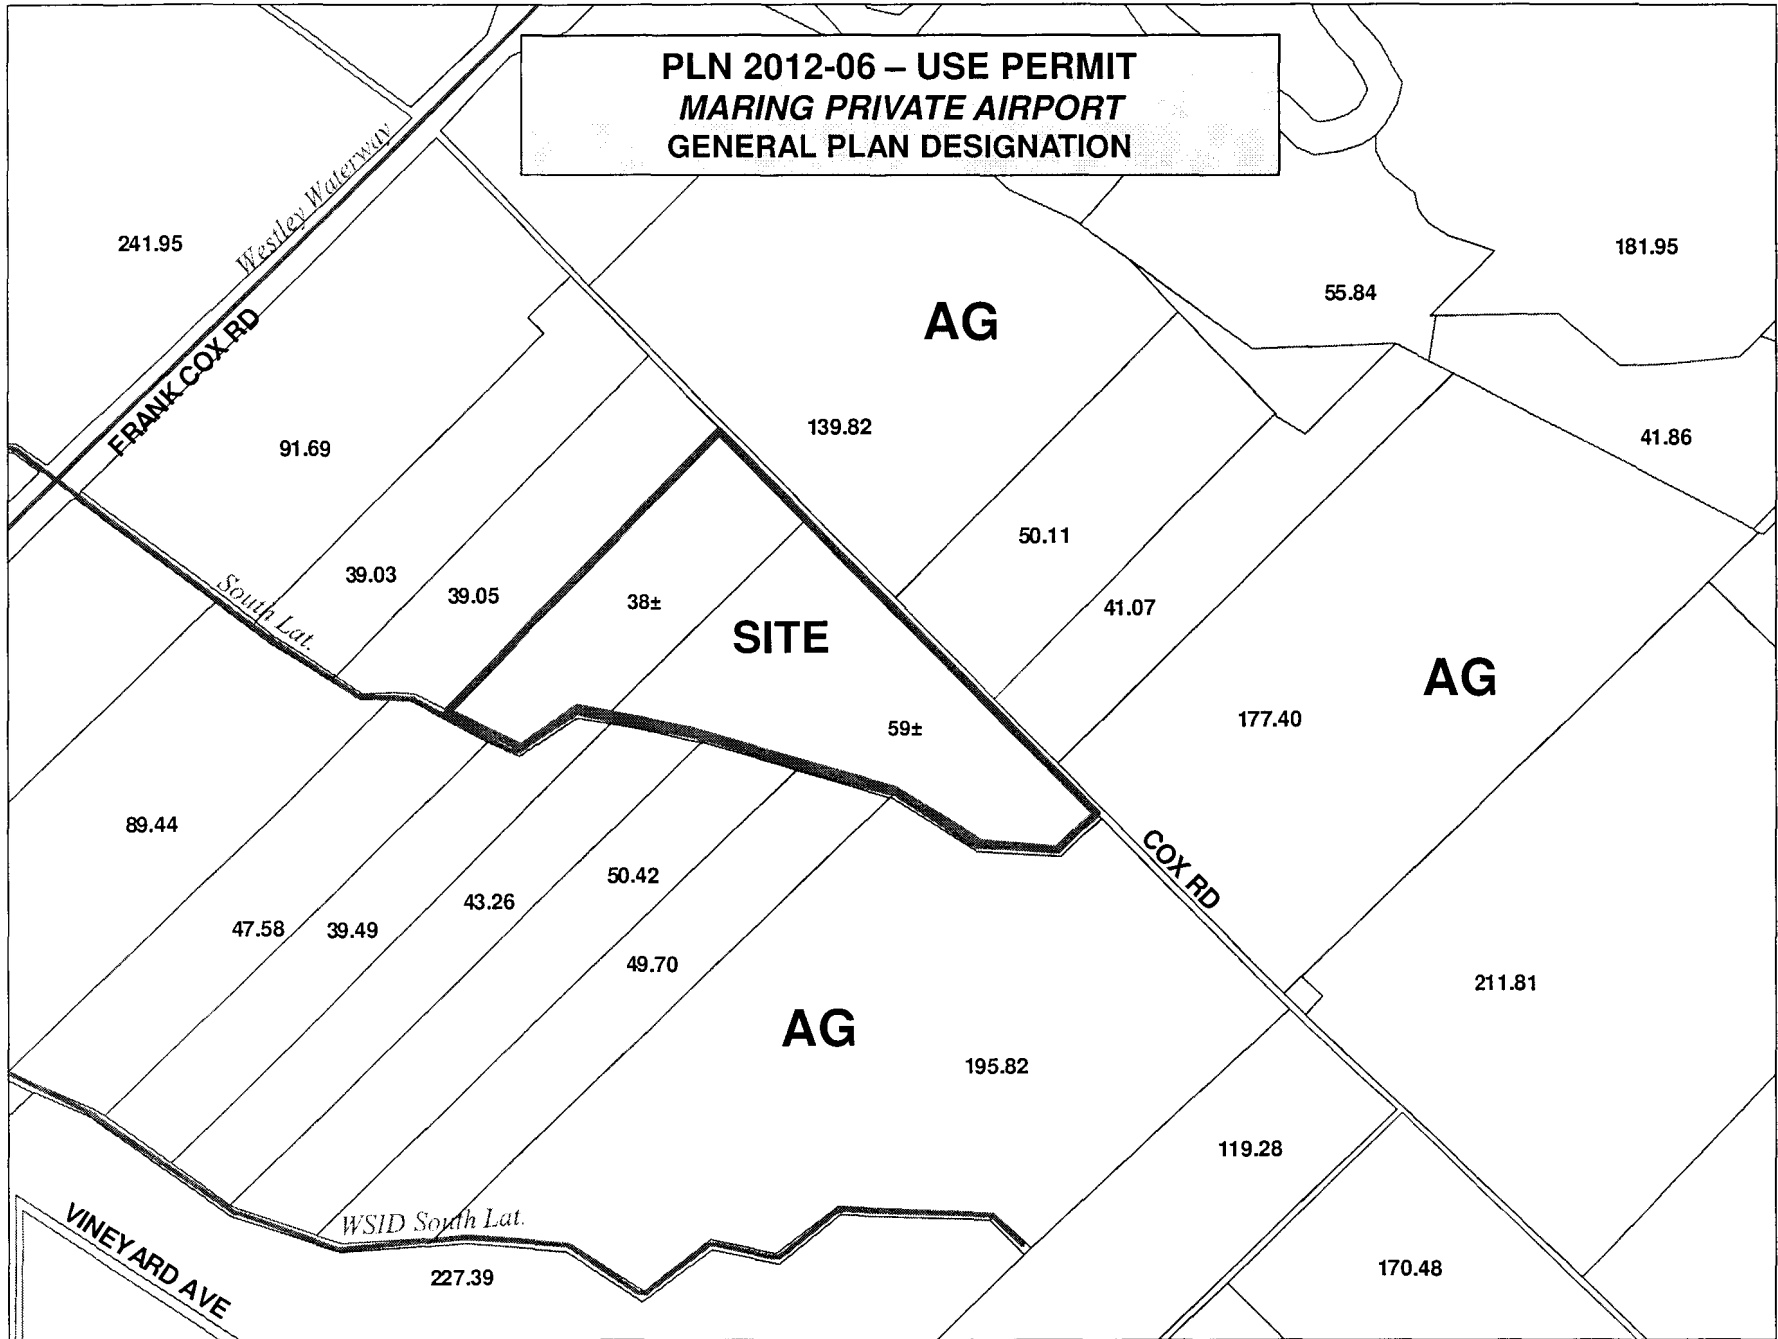 PLN 2012-06 – USE PERMIT
MARING PRIVATE AIRPORT
GENERAL PLAN DESIGNATION
241.95
Westley Waterway
FRANK COX RD
181.95
55.84
AG
139.82
41.86
91.69
50.11
39.03
39.05
38±
41.07
South Lat.
SITE
AG
177.40
59±
89.44
COX RD
50.42
43.26
47.58
39.49
49.70
211.81
AG
195.82
119.28
VINEYARD AVE
WSID South Lat.
227.39
170.48